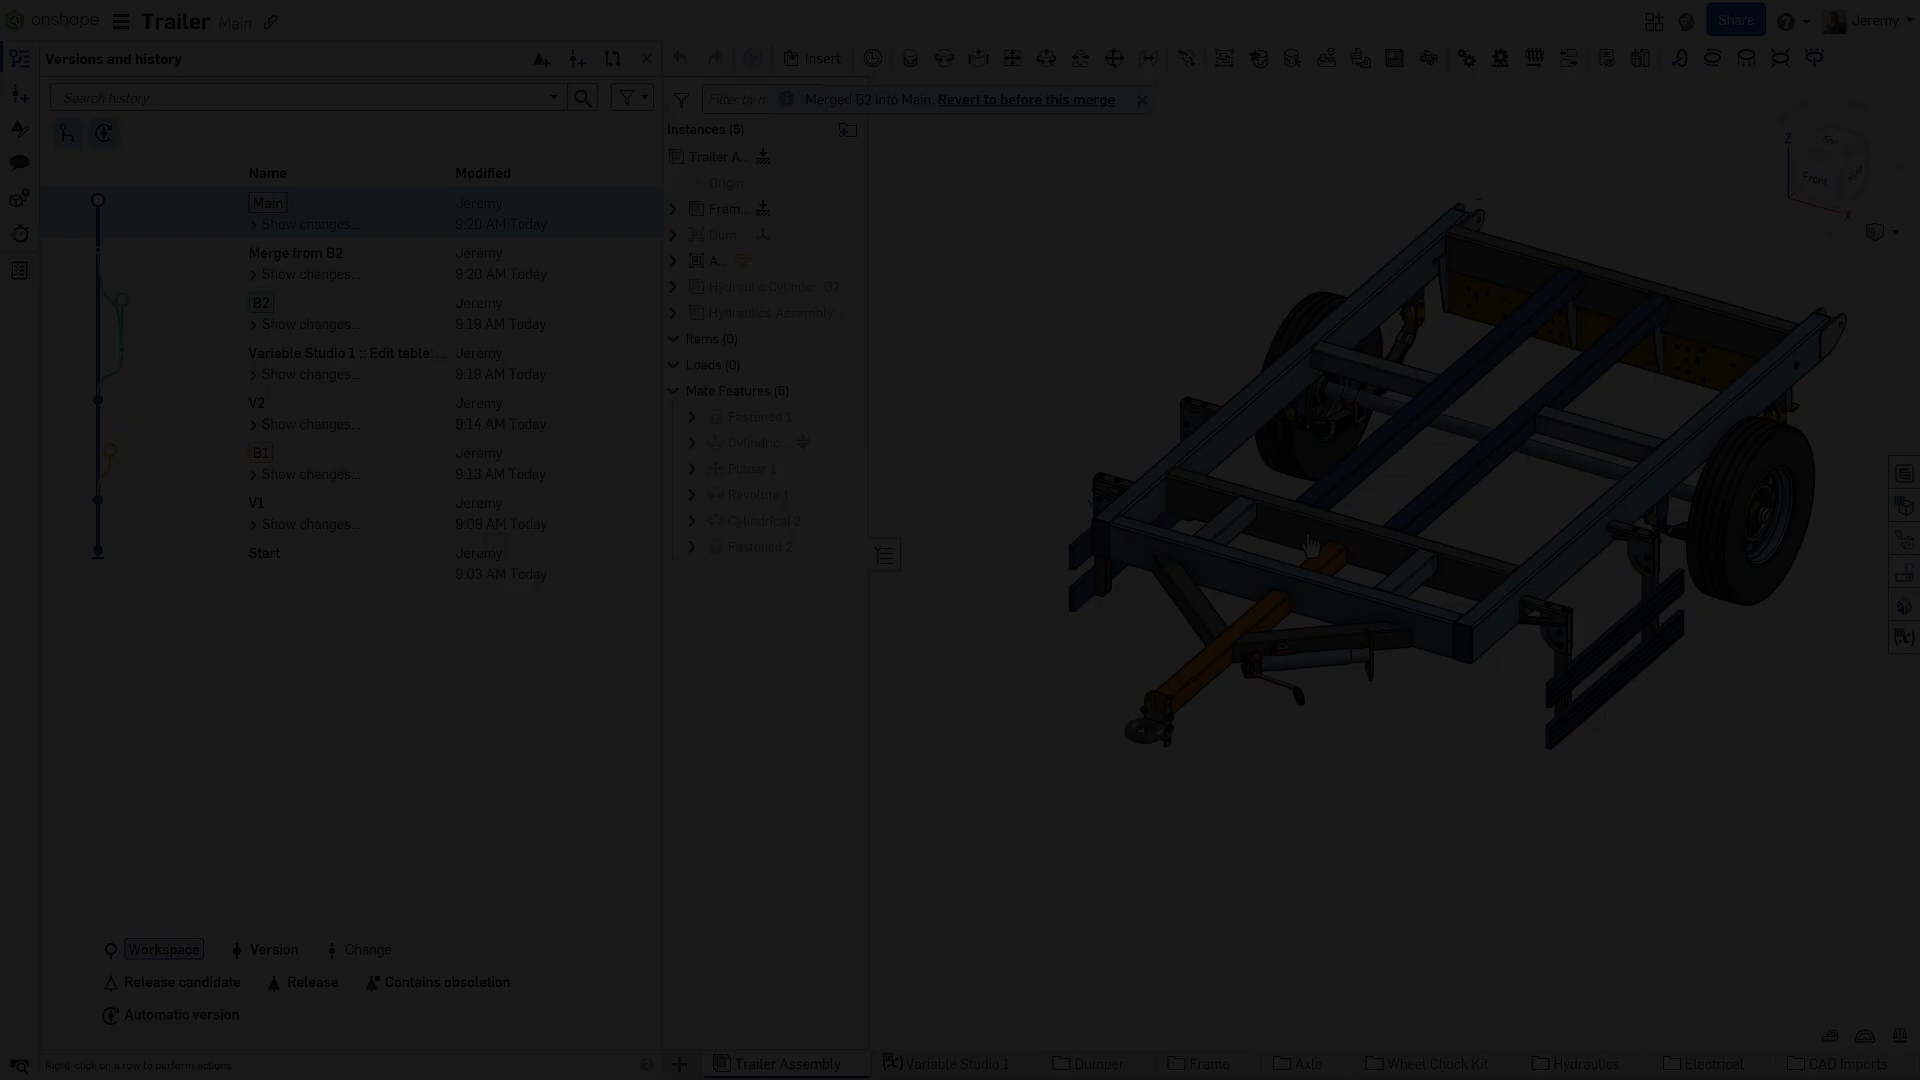 onshape Trailer Main Share Jeremy
Versions and history Insert
Search history Filter by n Merged B2 into Main. Revert to before this merge
Instances (5)
Trailer A...
Origin
Name Modified
Main Jeremy
Show changes... 9:20 AM Today
Merge from B2 Jeremy
Show changes... 9:20 AM Today
B2 Jeremy
Show changes... 9:19 AM Today
Variable Studio 1 :: Edit table: ... Jeremy
Show changes... 9:19 AM Today
V2 Jeremy
Show changes... 9:14 AM Today
B1 Jeremy
Show changes... 9:13 AM Today
V1 Jeremy
Show changes... 9:09 AM Today
Start Jeremy
9:03 AM Today
Fram...
Dum
A...
Hydraulic Cylinder, 02...
Hydraulics Assembly ...
Items (0)
Loads (0)
Mate Features (6)
Fastened 1
Cylindric...
Planar 1
Revolute 1
Cylindrical 2
Fastened 2
Z
Top
Front
Right
X
Workspace Version Change
Release candidate Release Contains obsoletion
Automatic version
Right-click on a row to perform actions. Trailer Assembly Variable Studio 1 Dumper Frame Axle Wheel Chock Kit Hydraulics Electrical CAD Imports